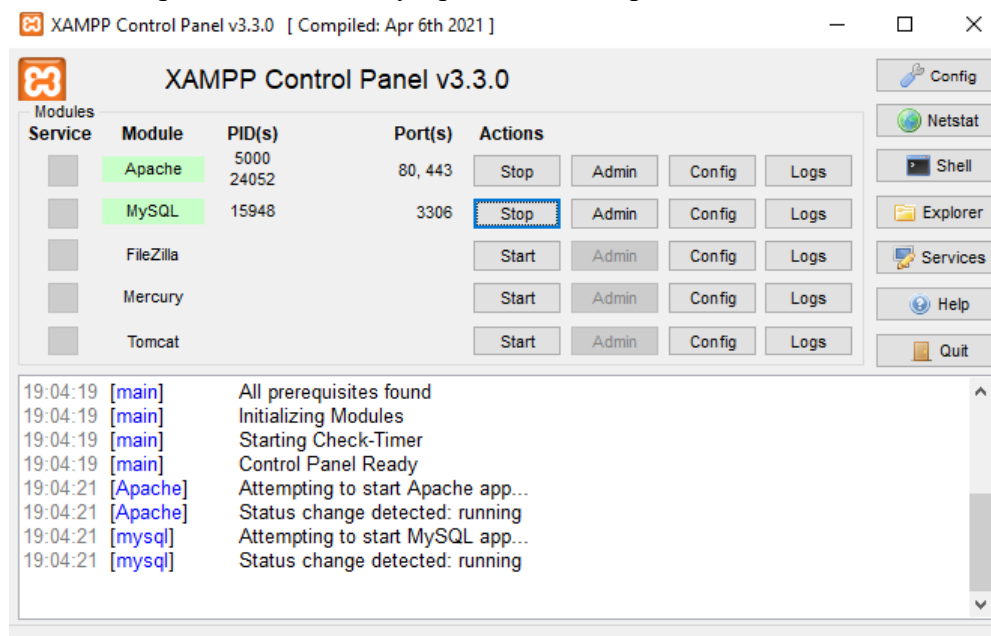 XAMPP Control Panel v3.3.0 [ Compiled: Apr 6th 2021 ]
XAMPP Control Panel v3.3.0
Config
Modules
Service Module PID(s) Port(s) Actions
Netstat
Apache 5000 24052 80, 443 Stop Admin Config Logs
Shell
MySQL 15948 3306 Stop Admin Config Logs
Explorer
FileZilla Start Admin Config Logs
Services
Mercury Start Admin Config Logs
Help
Tomcat Start Admin Config Logs
Quit
19:04:19 [main] All prerequisites found
19:04:19 [main] Initializing Modules
19:04:19 [main] Starting Check-Timer
19:04:19 [main] Control Panel Ready
19:04:21 [Apache] Attempting to start Apache app...
19:04:21 [Apache] Status change detected: running
19:04:21 [mysql] Attempting to start MySQL app...
19:04:21 [mysql] Status change detected: running